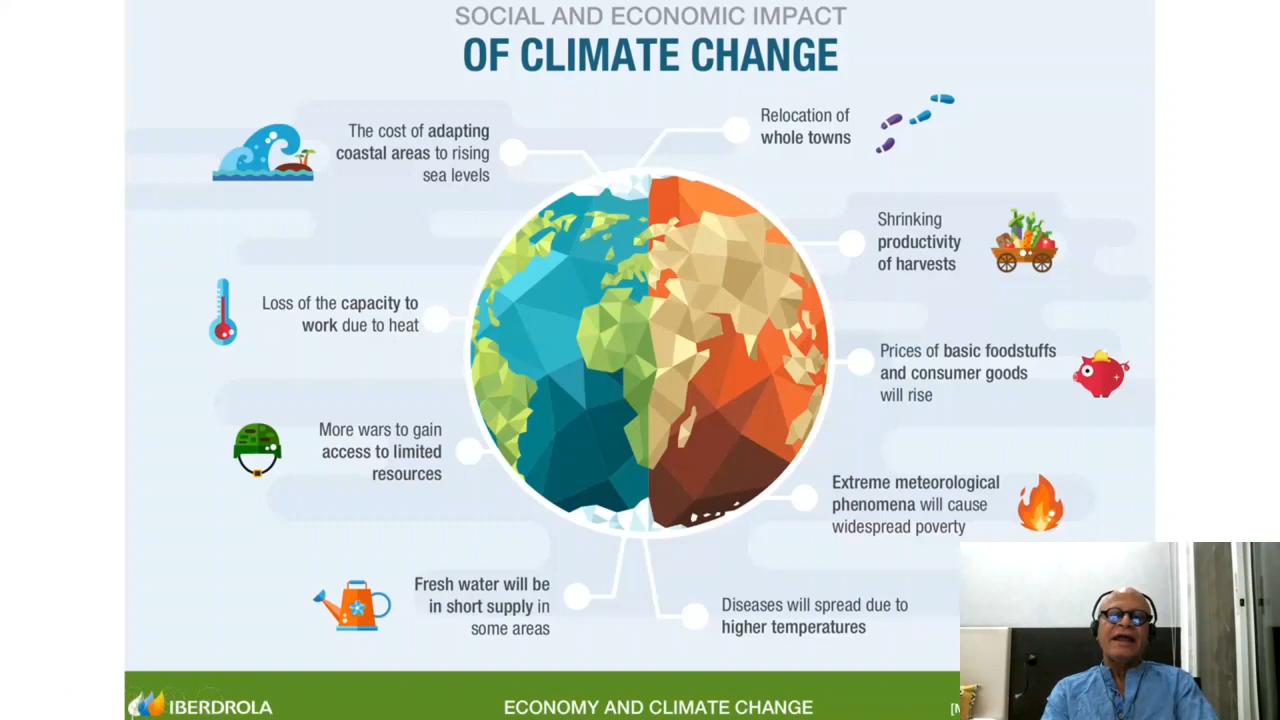 SOCIAL AND ECONOMIC IMPACT
OF CLIMATE CHANGE
The cost of adapting
coastal areas to rising
sea levels
Relocation of
whole towns
Shrinking
productivity
of harvests
Loss of the capacity to
work due to heat
Prices of basic foodstuffs
and consumer goods
will rise
More wars to gain
access to limited
resources
Extreme meteorological
phenomena will cause
widespread poverty
Fresh water will be
in short supply in
some areas
Diseases will spread due to
higher temperatures
IBERDROLA
ECONOMY AND CLIMATE CHANGE